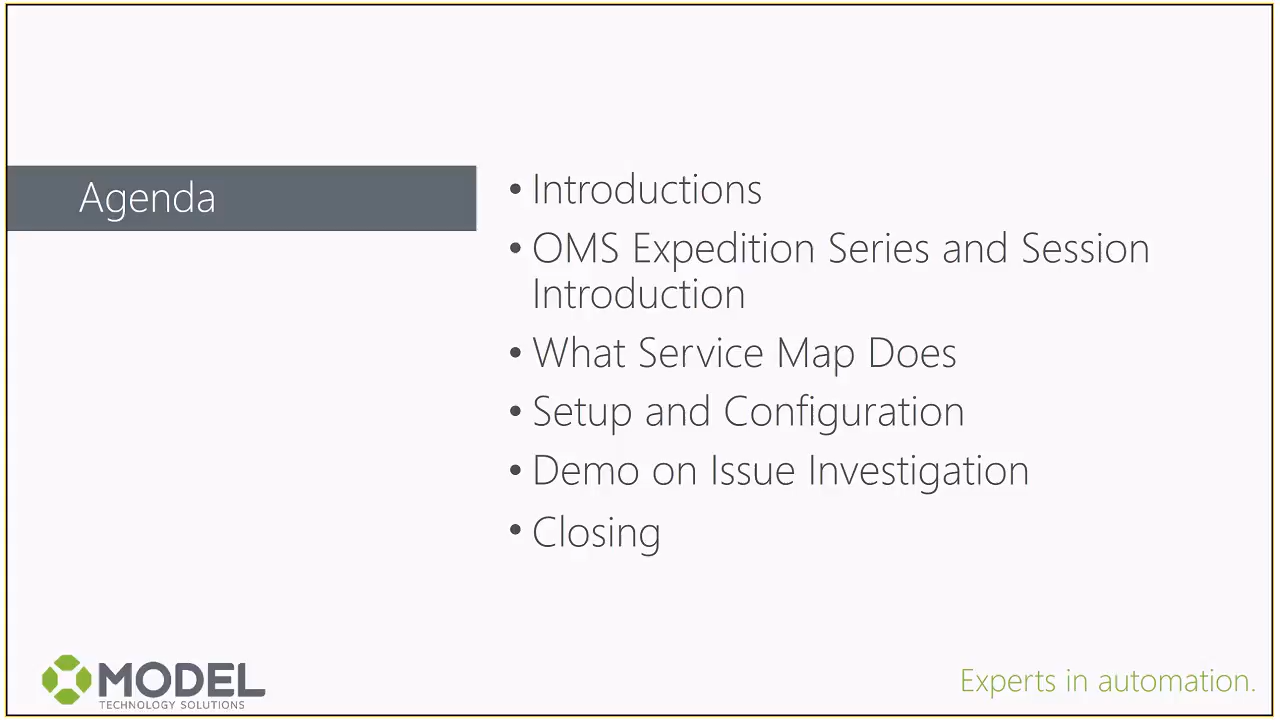 Agenda
• Introductions
• OMS Expedition Series and Session
Introduction
• What Service Map Does
• Setup and Configuration
• Demo on Issue Investigation
• Closing
MODEL
TECHNOLOGY SOLUTIONS
Experts in automation.